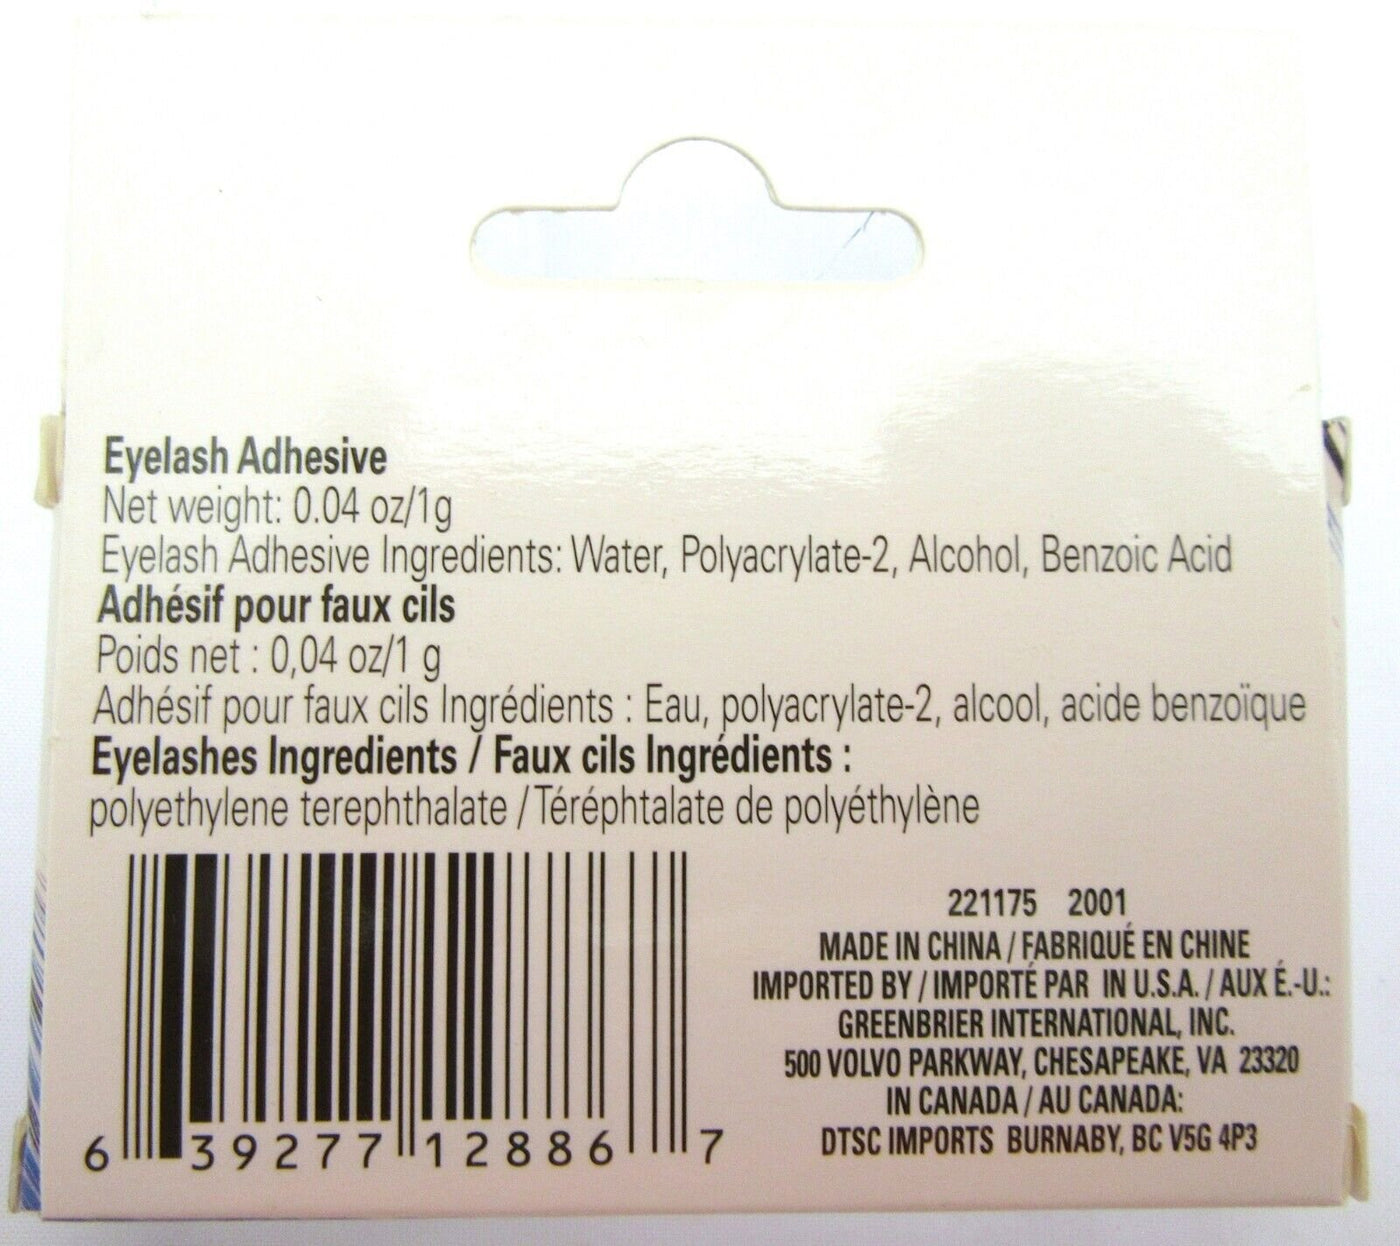 Eyelash Adhesive
Net weight: 0.04 oz/1g
Eyelash Adhesive Ingredients: Water, Polyacrylate-2, Alcohol, Benzoic Acid
Adhésif pour faux cils
Poids net : 0,04 oz/1 g
Adhésif pour faux cils Ingrédients : Eau, polyacrylate-2, alcool, acide benzoïque
Eyelashes Ingredients / Faux cils Ingrédients :
polyethylene terephthalate / Téréphtalate de polyéthylène
6 39277 12886 7
221175 2001
MADE IN CHINA / FABRIQUÉ EN CHINE
IMPORTED BY / IMPORTÉ PAR IN U.S.A. / AUX É.-U.:
GREENBRIER INTERNATIONAL, INC.
500 VOLVO PARKWAY, CHESAPEAKE, VA 23320
IN CANADA / AU CANADA:
DTSC IMPORTS BURNABY, BC V5G 4P3